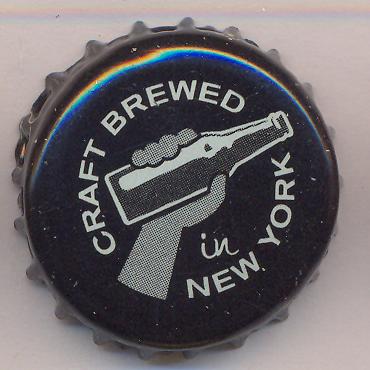 CRAFT BREWED
in
NEW YORK